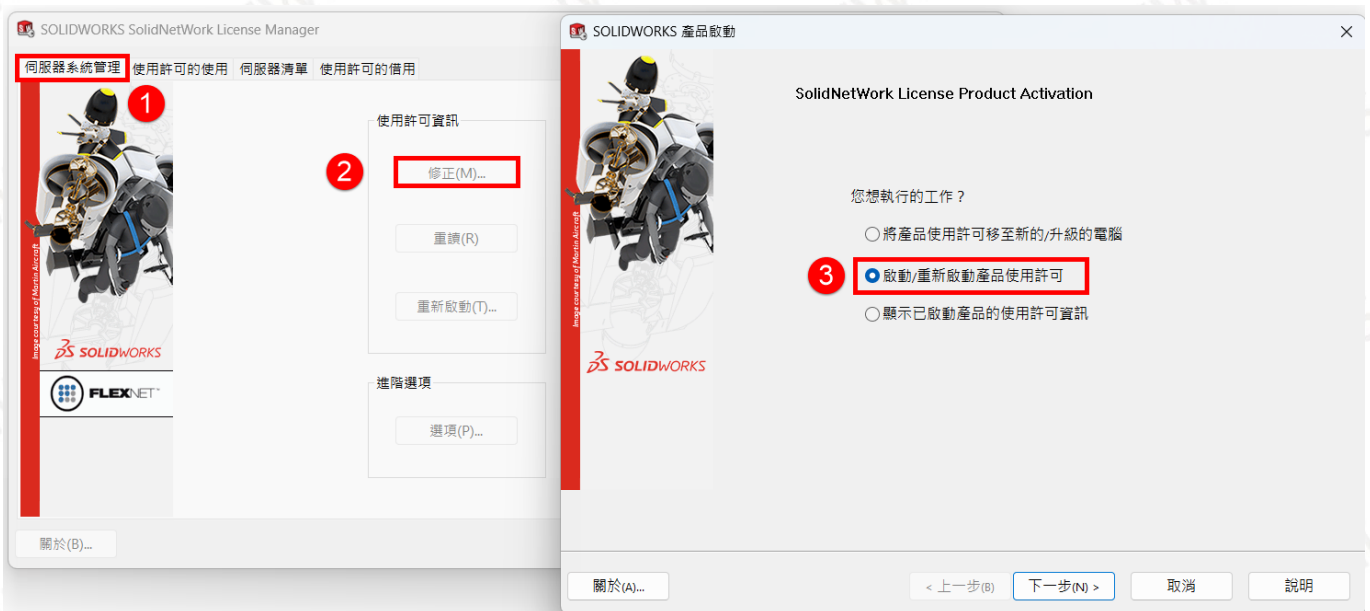 SOLIDWORKS SolidNetWork License Manager
伺服器系統管理 使用許可的使用 伺服器清單 使用許可的借用
1
使用許可資訊
2
修正(M)...
重讀(R)
重新啟動(T)...
進階選項
選項(P)...
Image courtesy of Martin Aircraft
3S SOLIDWORKS
FLEXNET™
關於(B)...
SOLIDWORKS 產品啟動
SolidNetWork License Product Activation
您想執行的工作？
將產品使用許可移至新的/升級的電腦
3
啟動/重新啟動產品使用許可
顯示已啟動產品的使用許可資訊
Image courtesy of Martin Aircraft
3S SOLIDWORKS
關於(A)...
< 上一步(B)
下一步(N) >
取消
說明